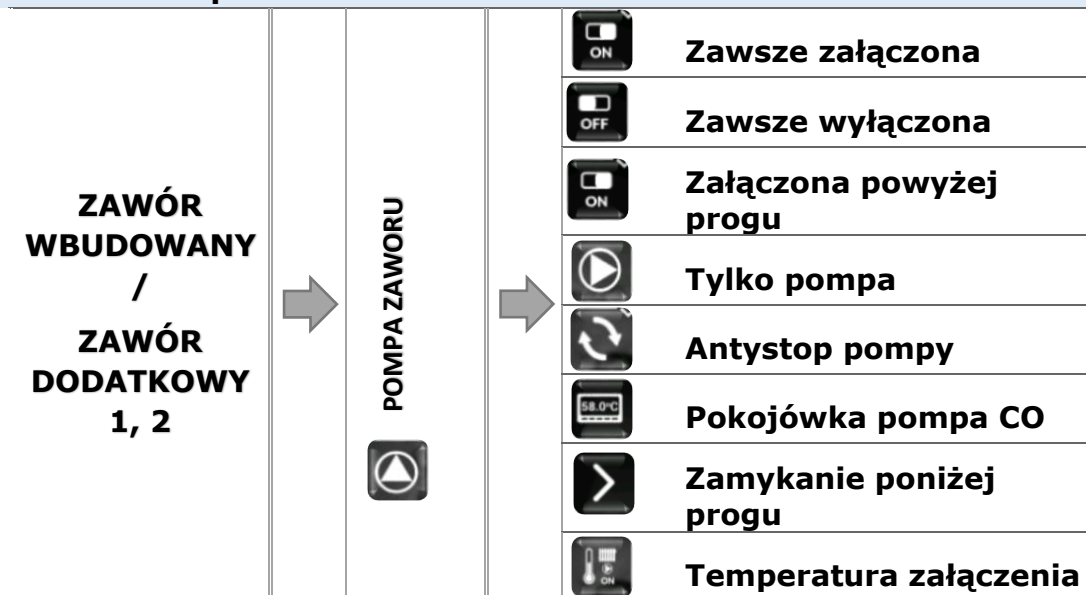 ZAWÓR
WBUDOWANY
/
ZAWÓR
DODATKOWY
1, 2
POMPA ZAWORU
ON
Zawsze załączona
OFF
Zawsze wyłączona
ON
Załączona powyżej
progu
Tylko pompa
Antystop pompy
58.0°C
Pokojówka pompa CO
Zamykanie poniżej
progu
ON
Temperatura załączenia